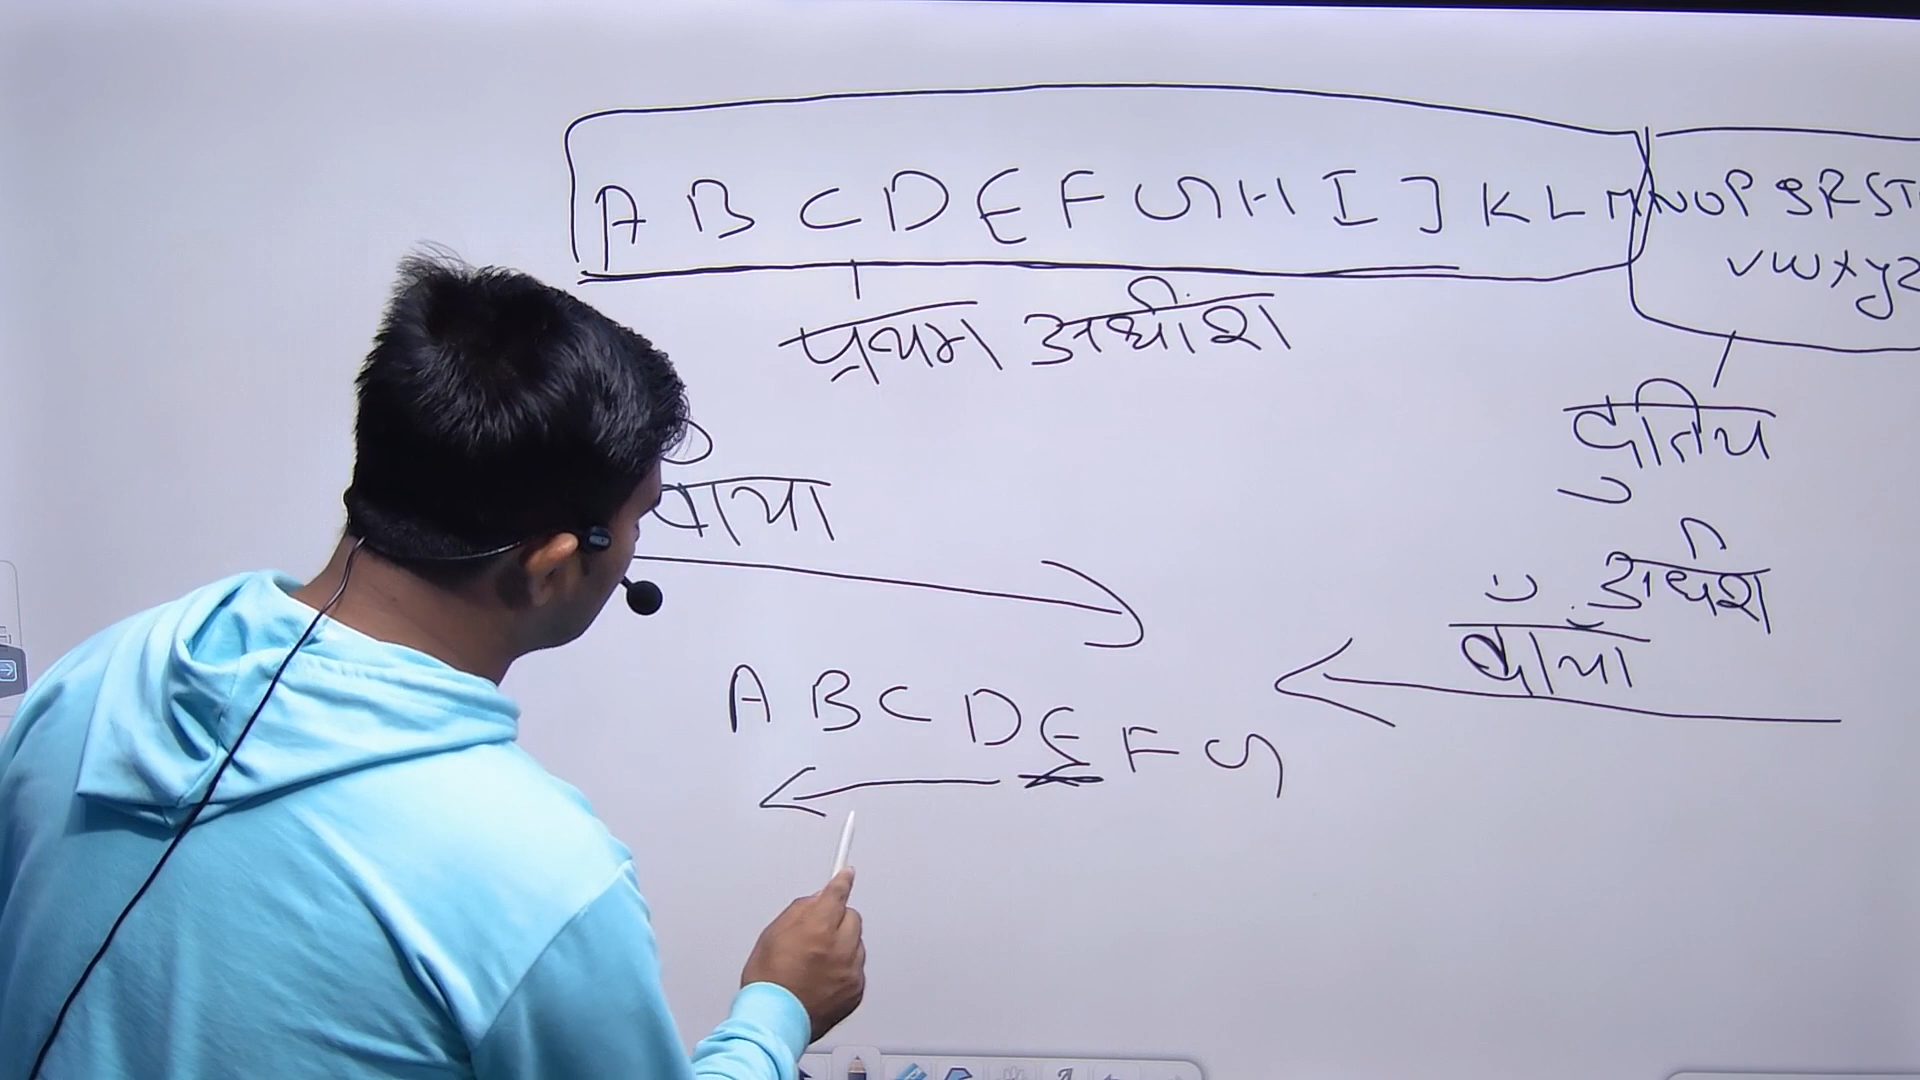 A B C D E F G H I J K L M N O P Q R S T
V W X Y Z
प्रथम अर्धांश
दुतिय
बाया
अर्धाश
दायाँ
A B C D E F G